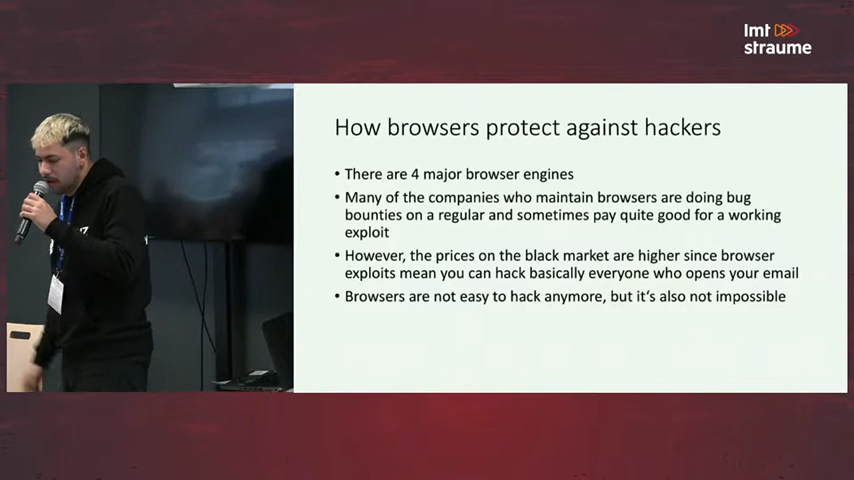 lmt
straume
How browsers protect against hackers
• There are 4 major browser engines
• Many of the companies who maintain browsers are doing bug
bounties on a regular and sometimes pay quite good for a working
exploit
• However, the prices on the black market are higher since browser
exploits mean you can hack basically everyone who opens your email
• Browsers are not easy to hack anymore, but it‘s also not impossible